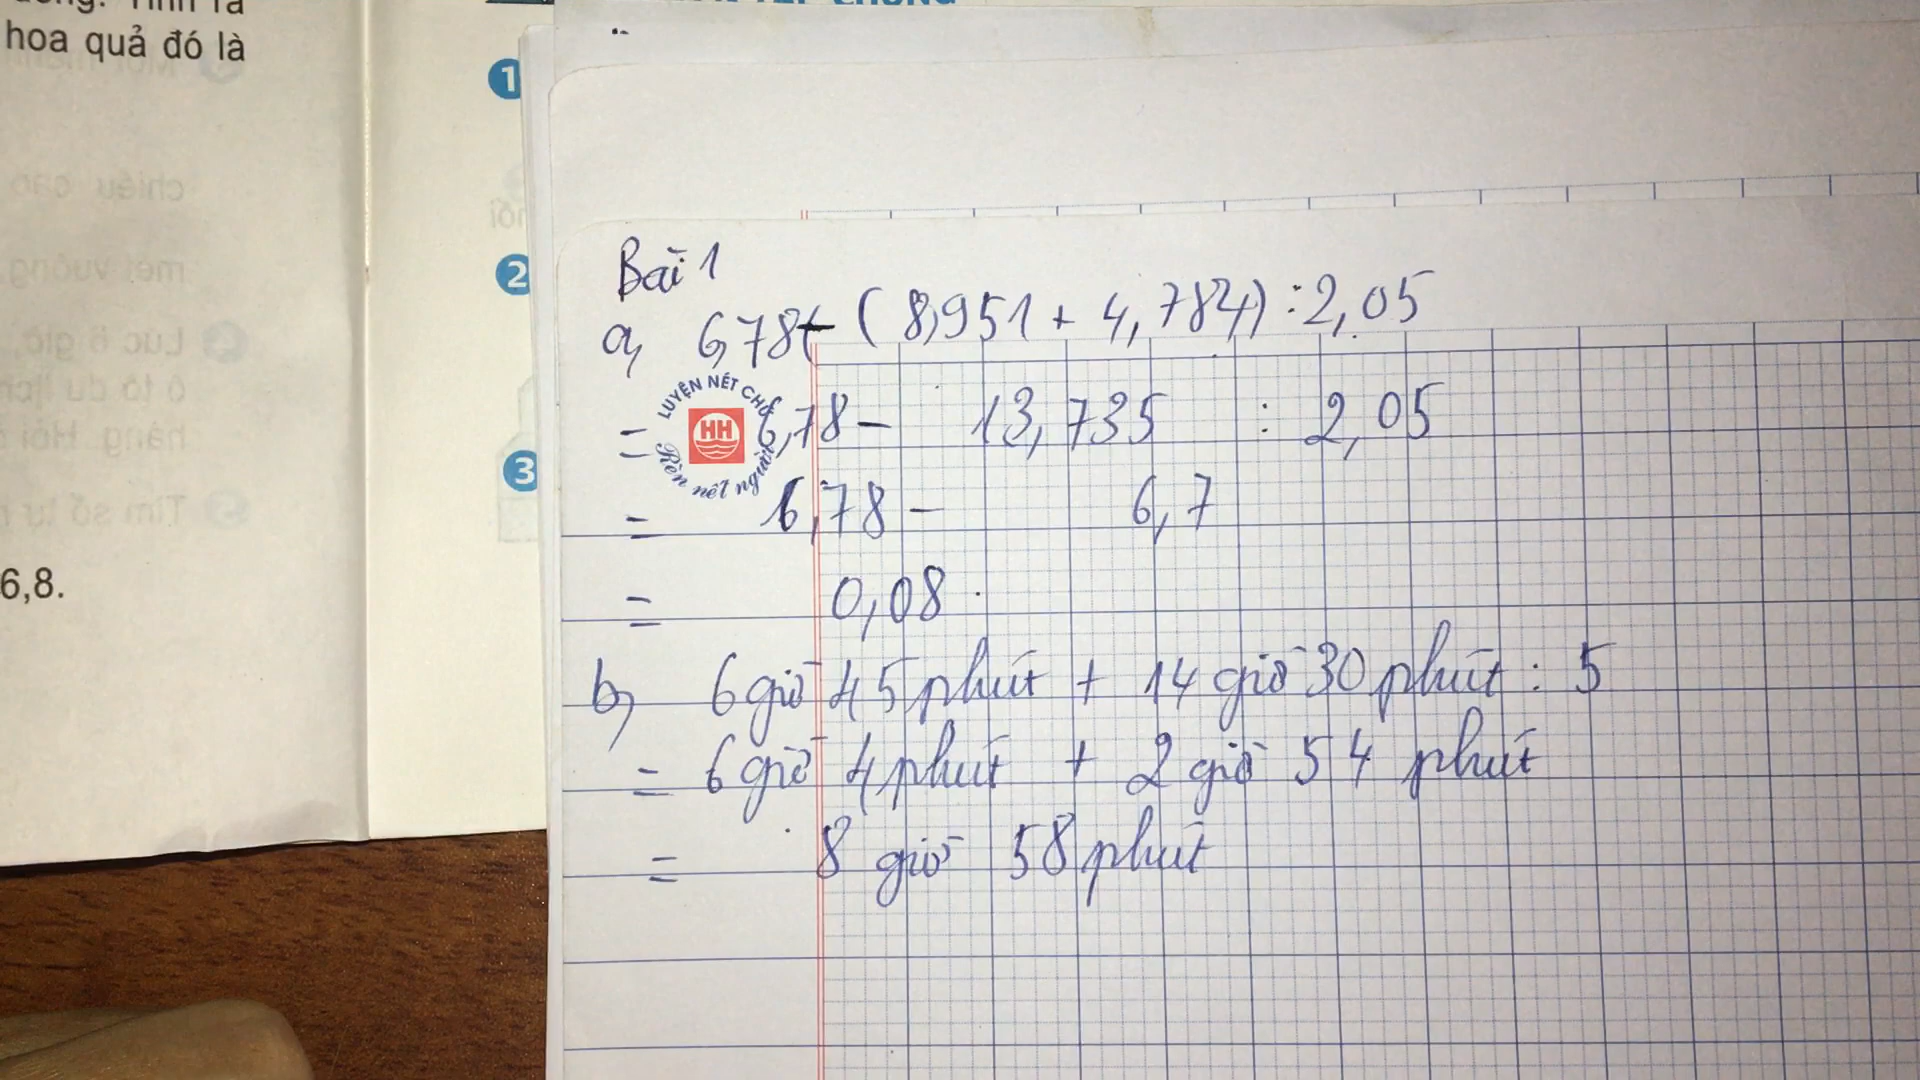 hoa quả đó là
6,8.
1
2
3
Bài 1
a, 6,78 - (8,951 + 4,784) : 2,05
= 6,78 - 13,735 : 2,05
= 6,78 - 6,7
= 0,08
b, 6 giờ 45 phút + 14 giờ 30 phút : 5
= 6 giờ 4 phút + 2 giờ 54 phút
= 8 giờ 58 phút
LUYỆN NÉT CHỮ
HH
Rèn nết người